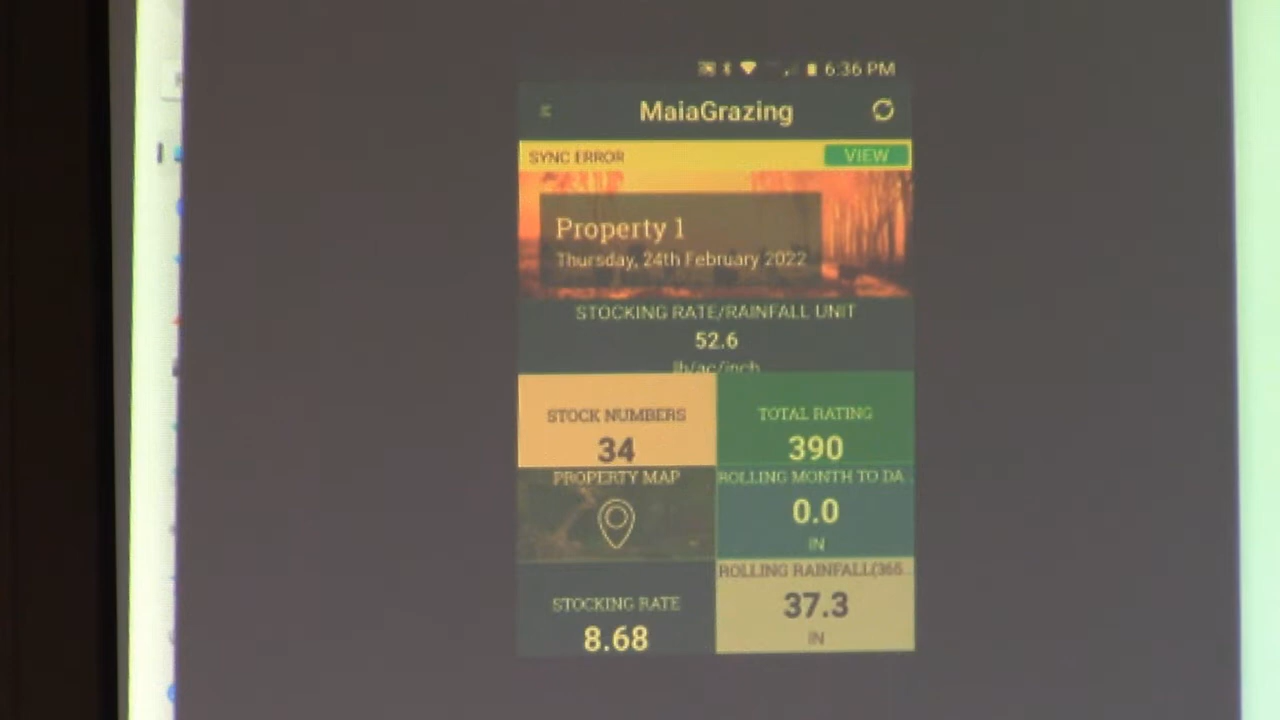 6:36 PM
MaiaGrazing
SYNC ERROR
VIEW
Property 1
Thursday, 24th February 2022
STOCKING RATE/RAINFALL UNIT
52.6
lb/ac/inch
STOCK NUMBERS
34
TOTAL RATING
390
PROPERTY MAP
ROLLING MONTH TO DA
0.0
IN
STOCKING RATE
8.68
ROLLING RAINFALL(365
37.3
IN